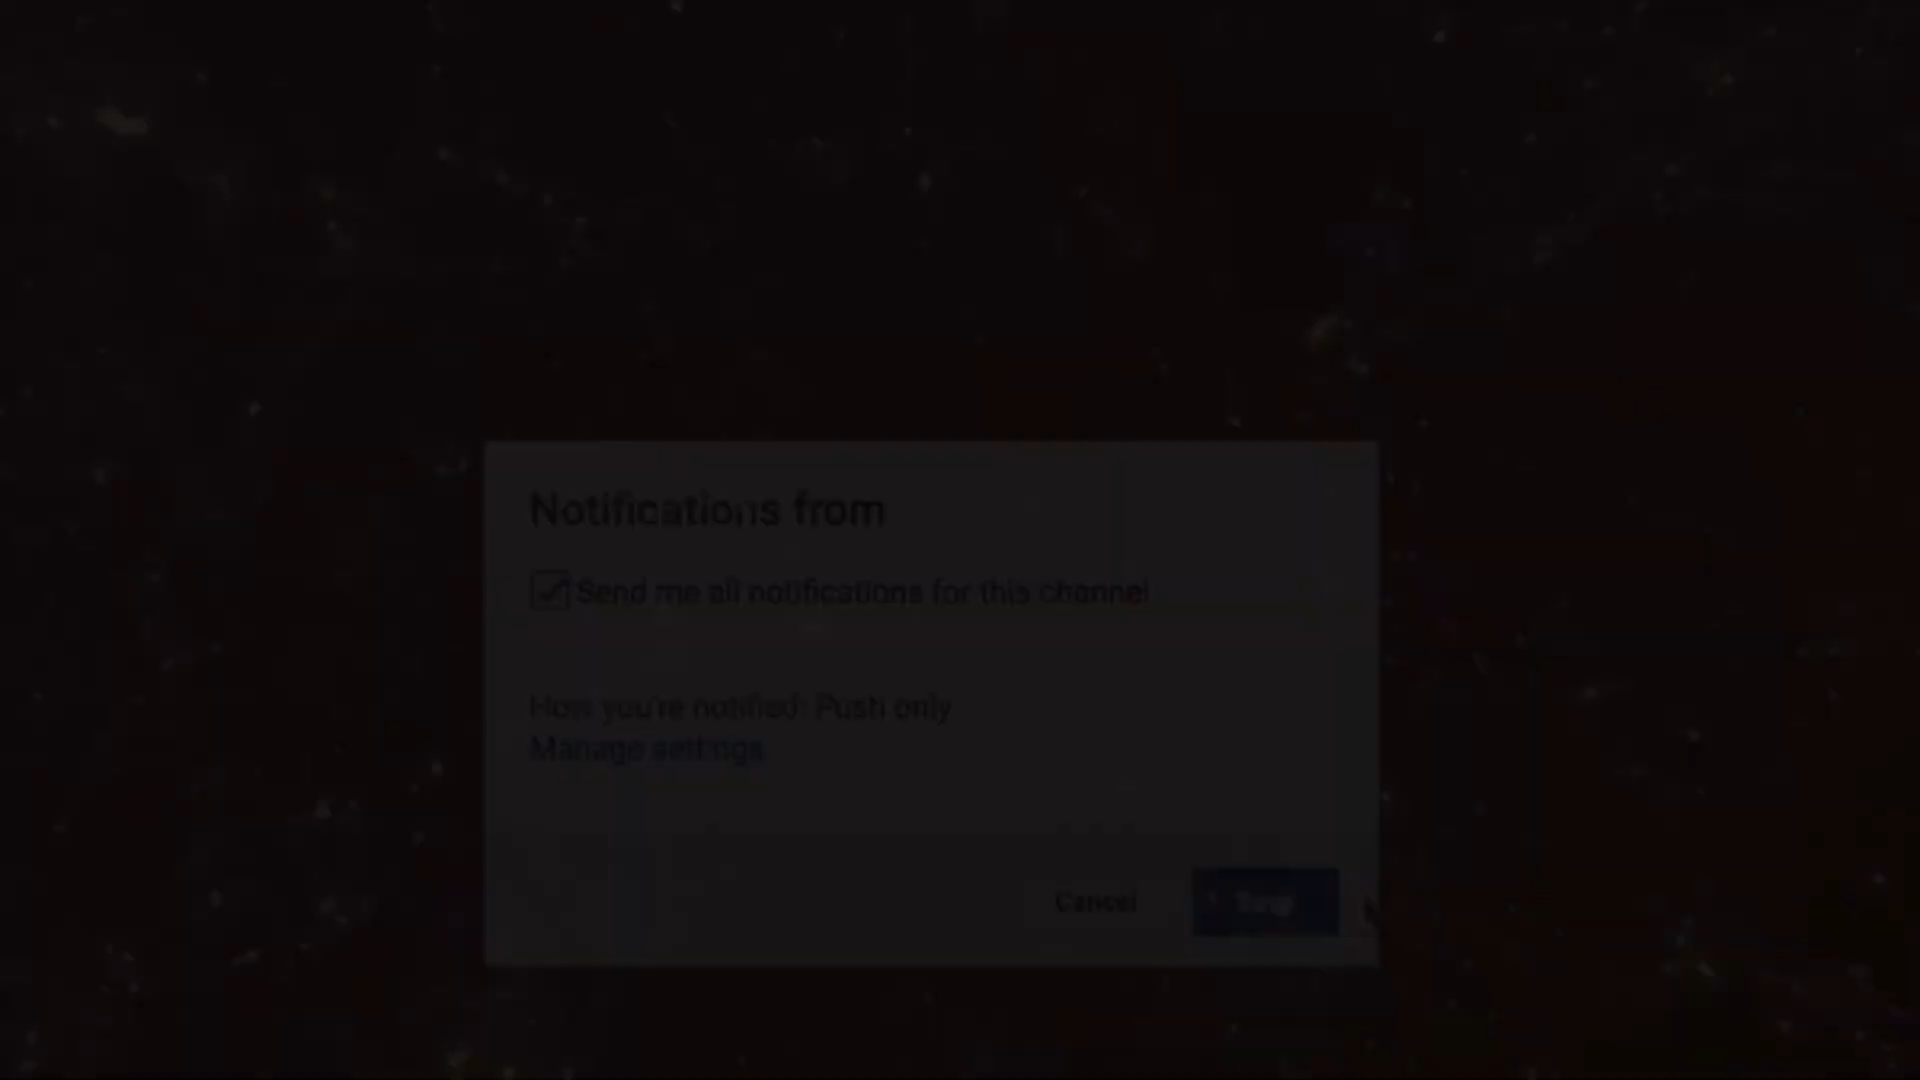 Notifications from
Send me all notifications for this channel
How you're notified: Push only
Manage settings
Cancel